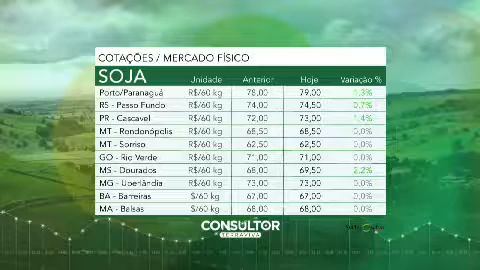 COTAÇÕES / MERCADO FÍSICO
SOJA Unidade Anterior Hoje Variação %
Porto/Paranaguá R$/60 kg 78,00 79,00 1,3%
RS - Passo Fundo R$/60 kg 74,00 74,50 0,7%
PR - Cascavel R$/60 kg 72,00 73,00 1,4%
MT - Rondonópolis R$/60 kg 68,50 68,50 0,0%
MT - Sorriso R$/60 kg 62,50 62,50 0,0%
GO - Rio Verde R$/60 kg 71,00 71,00 0,0%
MS - Dourados R$/60 kg 68,00 69,50 2,2%
MG - Uberlândia R$/60 kg 73,00 73,00 0,0%
BA - Barreiras $/60 kg 67,00 67,00 0,0%
MA - Balsas $/60 kg 68,00 68,00 0,0%
CONSULTOR
TERRAVIVA